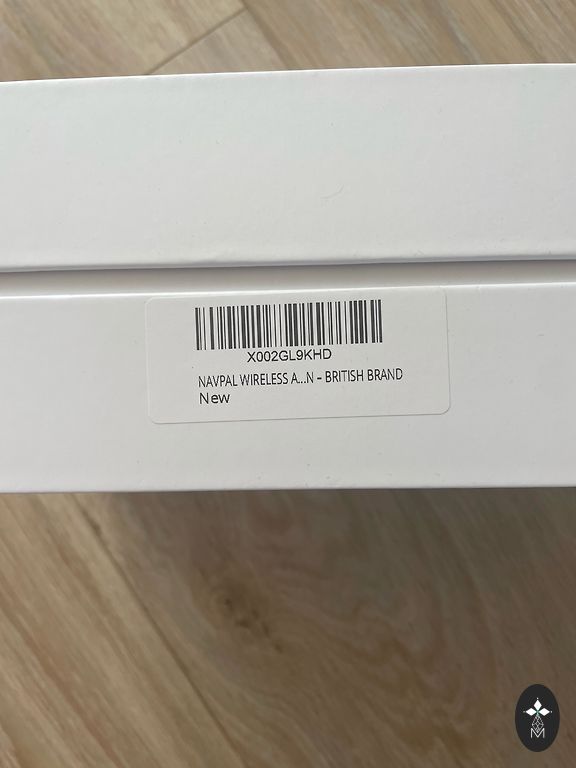 X002GL9KHD
NAVPAL WIRELESS A...N – BRITISH BRAND
New
M